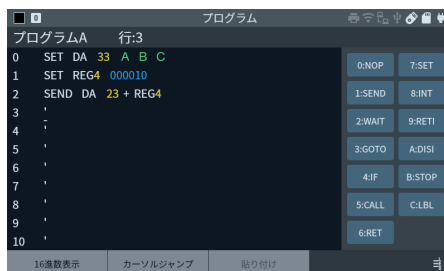 0 プログラム
プログラムA 行:3
0 SET DA 33 A B C
1 SET REG4 000010
2 SEND DA 23 + REG4
3 '
4 '
5 '
6 '
7 '
8 '
9 '
10 '
0:NOP 7:SET
1:SEND 8:INT
2:WAIT 9:RETI
3:GOTO A:DISI
4:IF B:STOP
5:CALL C:LBL
6:RET
16進数表示 カーソルジャンプ 貼り付け